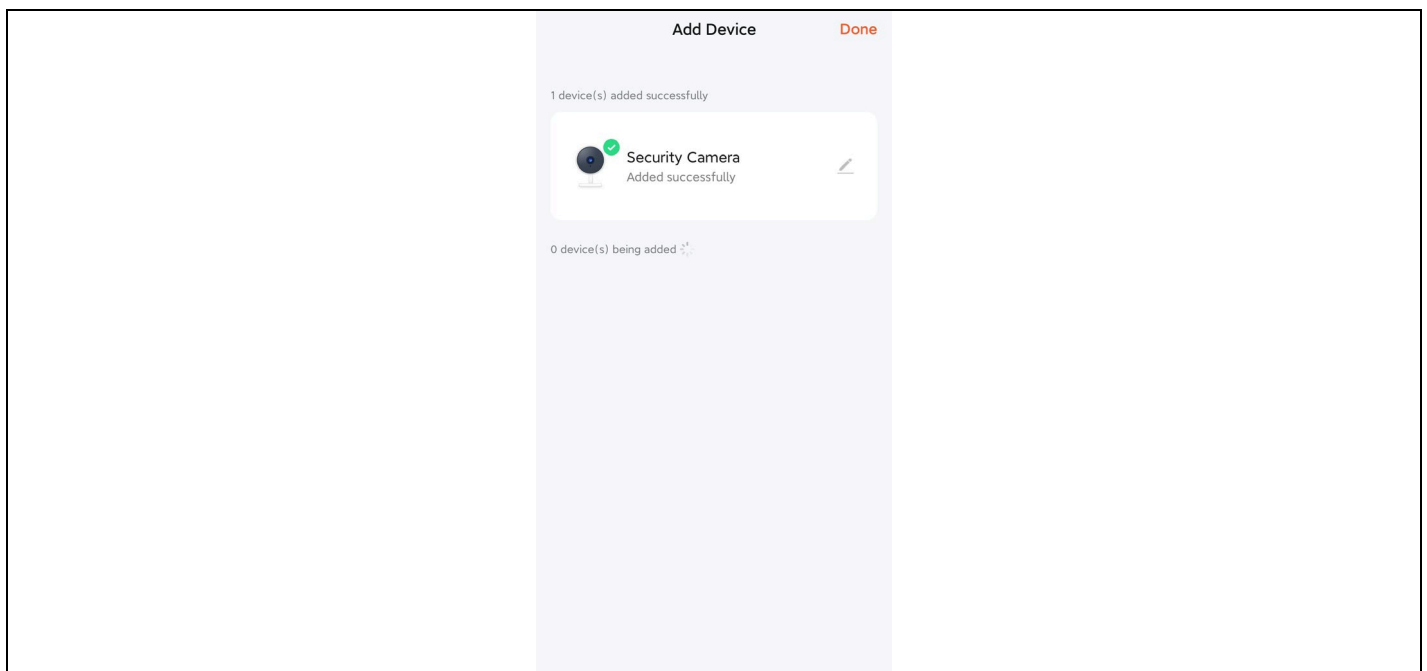 Add Device
Done
1 device(s) added successfully
Security Camera
Added successfully
0 device(s) being added